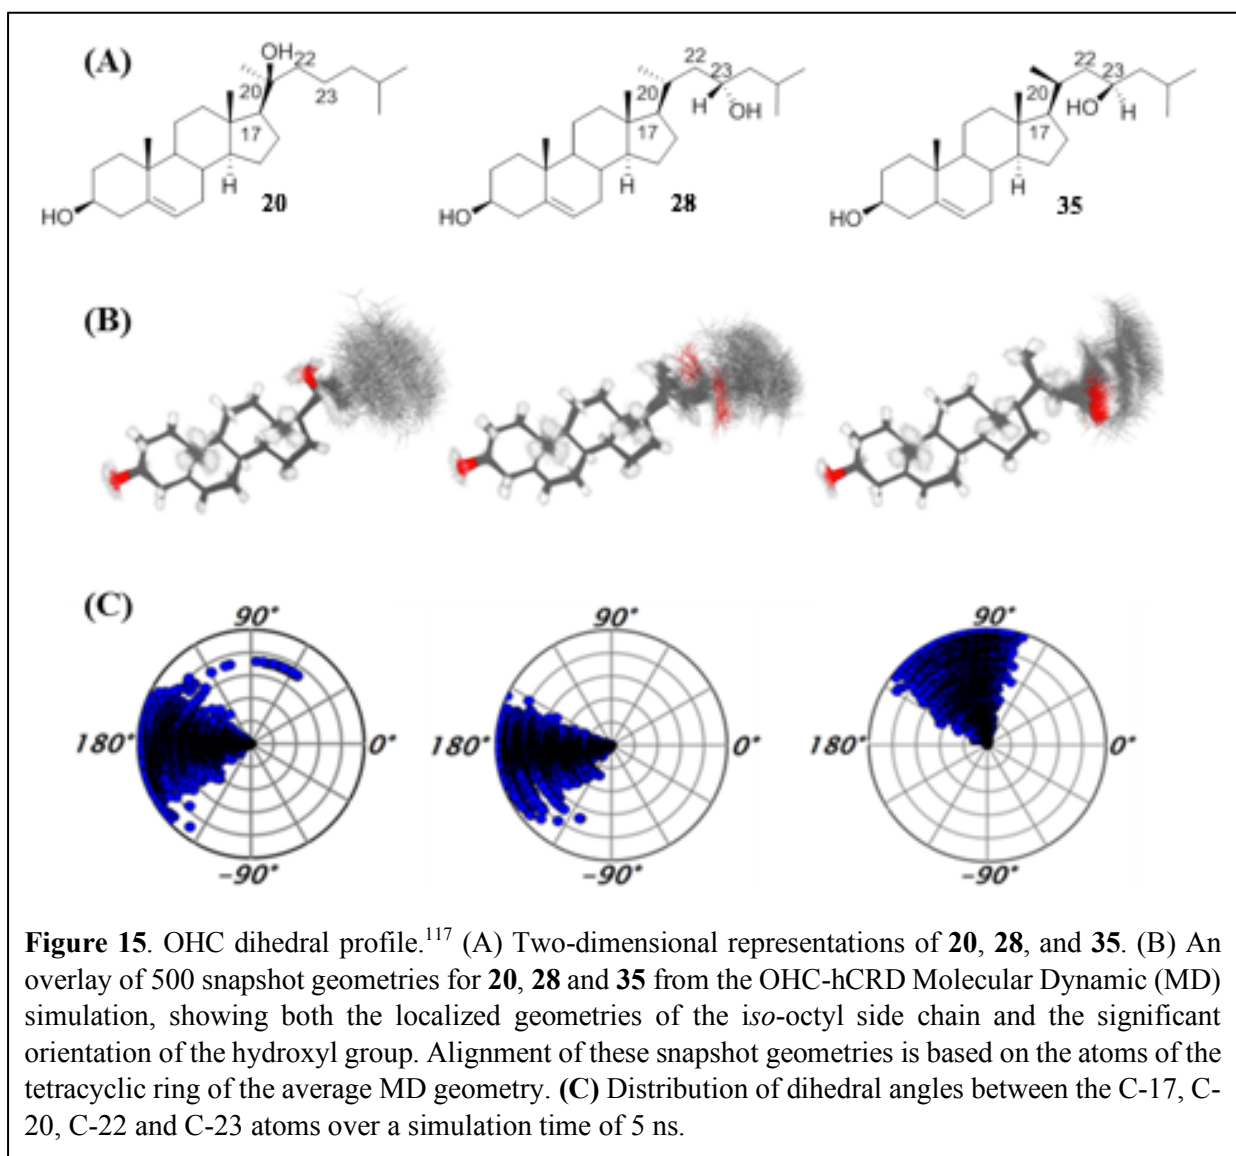 (A)
OH
22
20
23
17
H
HO
20
22
23
20
H
OH
17
H
HO
28
22
23
20
HO
H
17
H
HO
35
(B)
(C)
90°
180°
0°
-90°
90°
180°
0°
-90°
90°
180°
0°
-90°
Figure 15. OHC dihedral profile.117 (A) Two-dimensional representations of 20, 28, and 35. (B) An
overlay of 500 snapshot geometries for 20, 28 and 35 from the OHC-hCRD Molecular Dynamic (MD)
simulation, showing both the localized geometries of the iso-octyl side chain and the significant
orientation of the hydroxyl group. Alignment of these snapshot geometries is based on the atoms of the
tetracyclic ring of the average MD geometry. (C) Distribution of dihedral angles between the C-17, C-
20, C-22 and C-23 atoms over a simulation time of 5 ns.